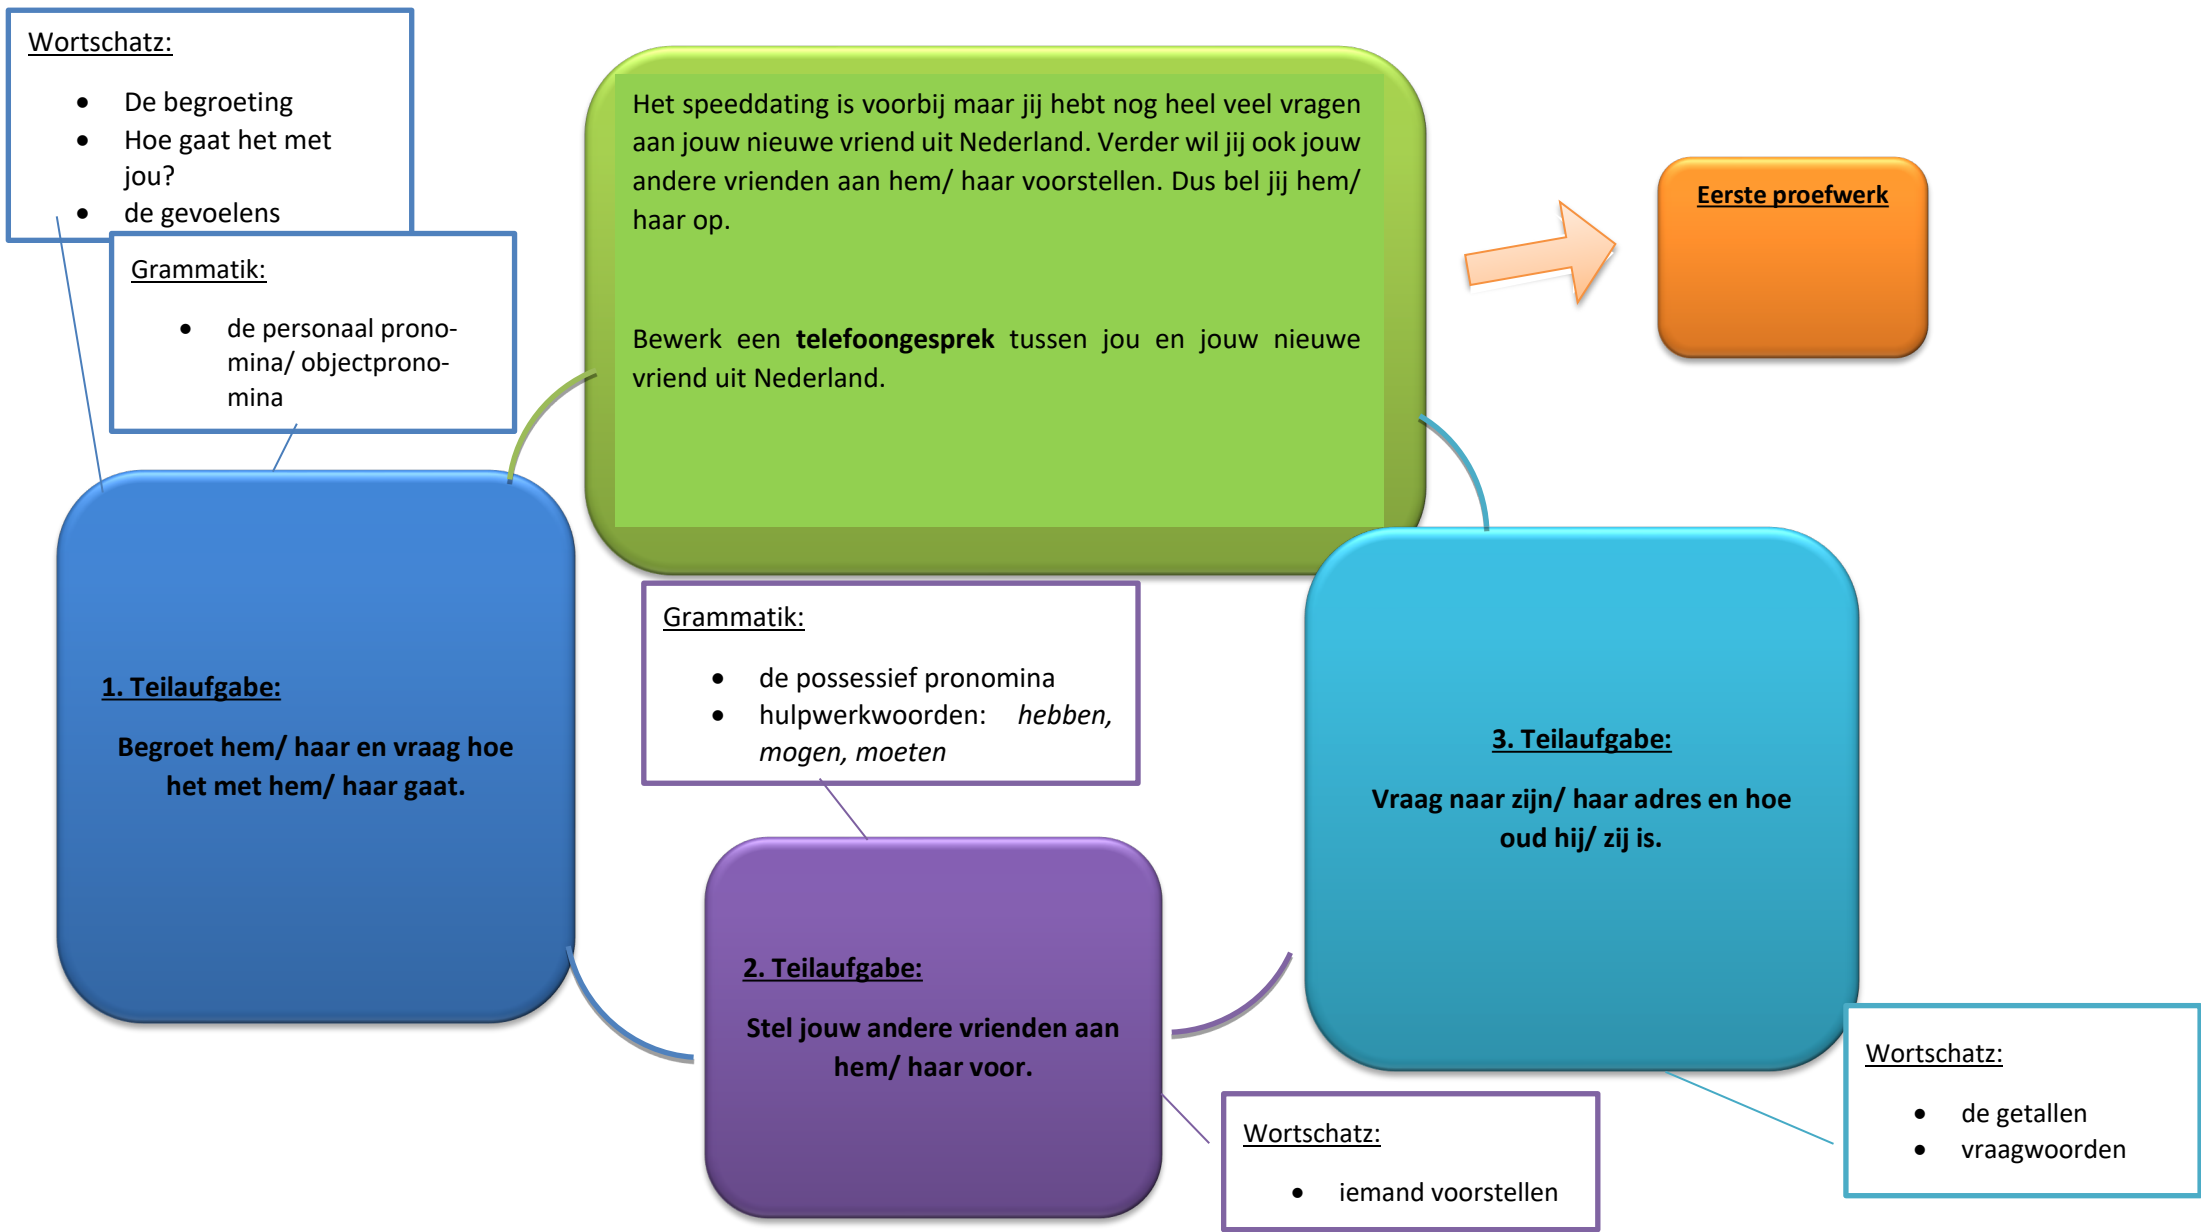 Wortschatz:
• De begroeting
• Hoe gaat het met
jou?
• de gevoelens
Grammatik:
• de personaal prono-
mina/ objectprono-
mina
Het speeddating is voorbij maar jij hebt nog heel veel vragen
aan jouw nieuwe vriend uit Nederland. Verder wil jij ook jouw
andere vrienden aan hem/ haar voorstellen. Dus bel jij hem/
haar op.
Bewerk een telefoongesprek tussen jou en jouw nieuwe
vriend uit Nederland.
Eerste proefwerk
1. Teilaufgabe:
Begroet hem/ haar en vraag hoe
het met hem/ haar gaat.
Grammatik:
• de possessief pronomina
• hulpwerkwoorden: hebben,
mogen, moeten
2. Teilaufgabe:
Stel jouw andere vrienden aan
hem/ haar voor.
Wortschatz:
• iemand voorstellen
3. Teilaufgabe:
Vraag naar zijn/ haar adres en hoe
oud hij/ zij is.
Wortschatz:
• de getallen
• vraagwoorden